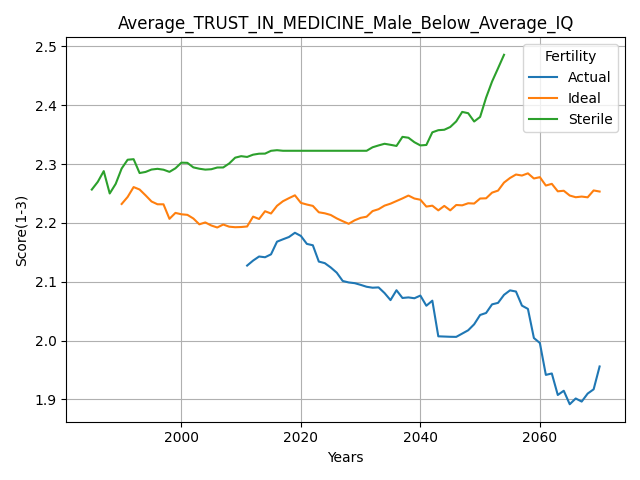 Average_TRUST_IN_MEDICINE_Male_Below_Average_IQ
Score(1-3)
2.5
2.4
2.3
2.2
2.1
2.0
1.9
Fertility
Actual
Ideal
Sterile
2000
2020
2040
2060
Years